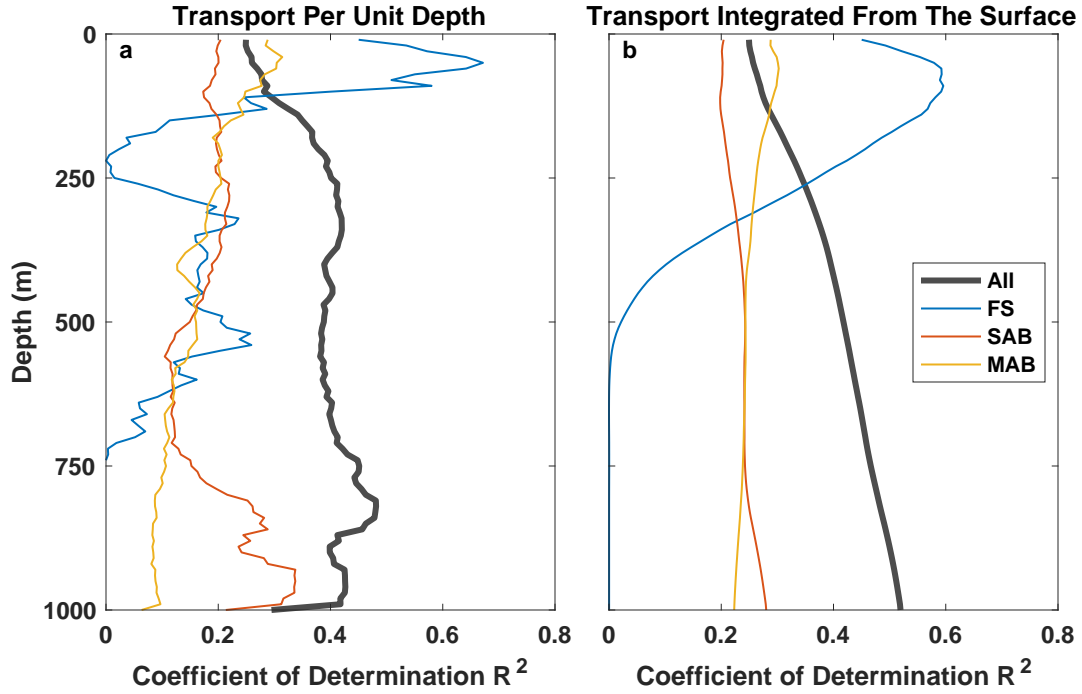 Transport Per Unit Depth
Transport Integrated From The Surface
a
b
0
250
500
750
1000
Depth (m)
0 0.2 0.4 0.6 0.8
0 0.2 0.4 0.6 0.8
Coefficient of Determination R 2
Coefficient of Determination R 2
All
FS
SAB
MAB